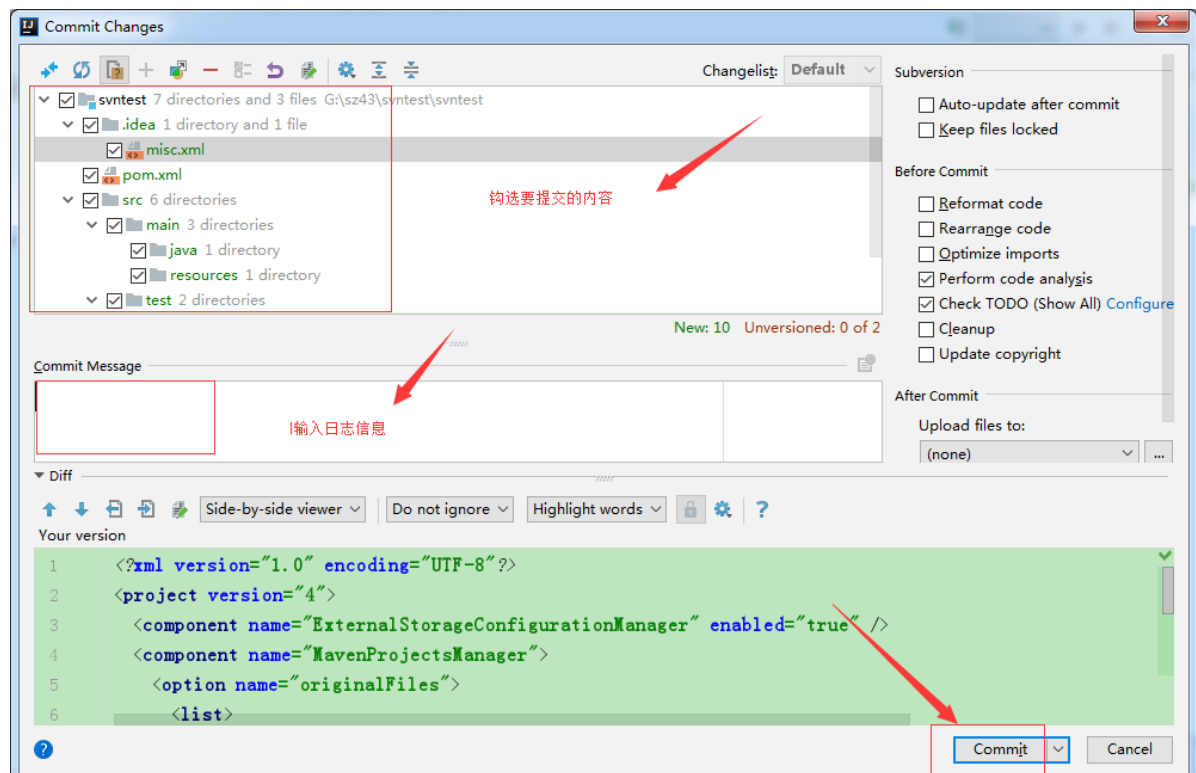 Commit Changes
Changelist: Default
svntest 7 directories and 3 files G:\sz43\svntest\svntest
.idea 1 directory and 1 file
misc.xml
pom.xml
src 6 directories
main 3 directories
java 1 directory
resources 1 directory
test 2 directories
钩选要提交的内容
New: 10 Unversioned: 0 of 2
Commit Message
输入日志信息
Subversion
Auto-update after commit
Keep files locked
Before Commit
Reformat code
Rearrange code
Optimize imports
Perform code analysis
Check TODO (Show All) Configure
Cleanup
Update copyright
After Commit
Upload files to:
(none) ...
Diff
Side-by-side viewer Do not ignore Highlight words ?
Your version
1 <?xml version="1.0" encoding="UTF-8"?>
2 <project version="4">
3 <component name="ExternalStorageConfigurationManager" enabled="true" />
4 <component name="MavenProjectsManager">
5 <option name="originalFiles">
6 <list>
? Commit Cancel